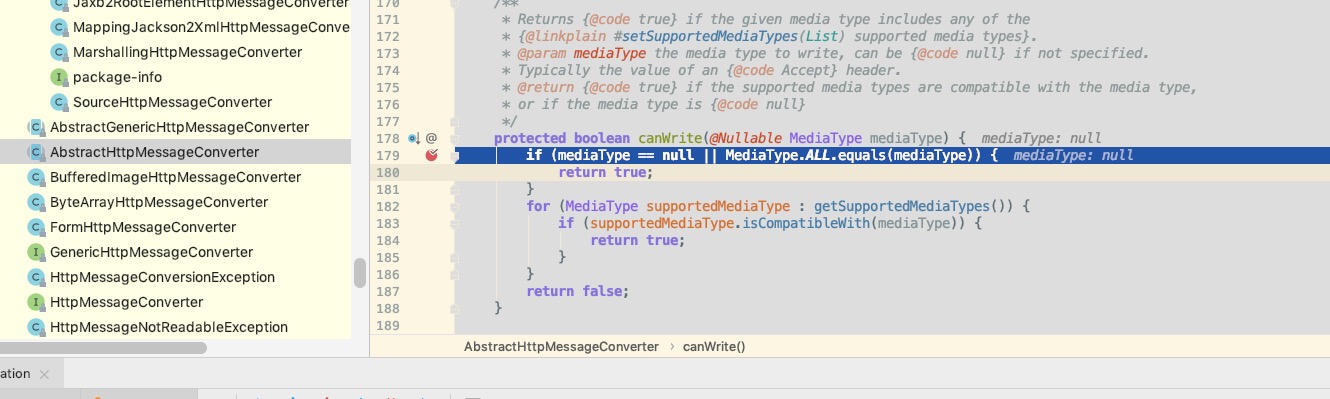 Jaxb2RootElementHttpMessageConverter
MappingJackson2XmlHttpMessageConve
MarshallingHttpMessageConverter
package-info
SourceHttpMessageConverter
AbstractGenericHttpMessageConverter
AbstractHttpMessageConverter
BufferedImageHttpMessageConverter
ByteArrayHttpMessageConverter
FormHttpMessageConverter
GenericHttpMessageConverter
HttpMessageConversionException
HttpMessageConverter
HttpMessageNotReadableException
170 /**
171 * Returns {@code true} if the given media type includes any of the
172 * {@linkplain #setSupportedMediaTypes(List) supported media types}.
173 * @param mediaType the media type to write, can be {@code null} if not specified.
174 * Typically the value of an {@code Accept} header.
175 * @return {@code true} if the supported media types are compatible with the media type,
176 * or if the media type is {@code null}
177 */
178 @ protected boolean canWrite(@Nullable MediaType mediaType) { mediaType: null
179 if (mediaType == null || MediaType.ALL.equals(mediaType)) { mediaType: null
180 return true;
181 }
182 for (MediaType supportedMediaType : getSupportedMediaTypes()) {
183 if (supportedMediaType.isCompatibleWith(mediaType)) {
184 return true;
185 }
186 }
187 return false;
188 }
189
AbstractHttpMessageConverter › canWrite()
ation ×